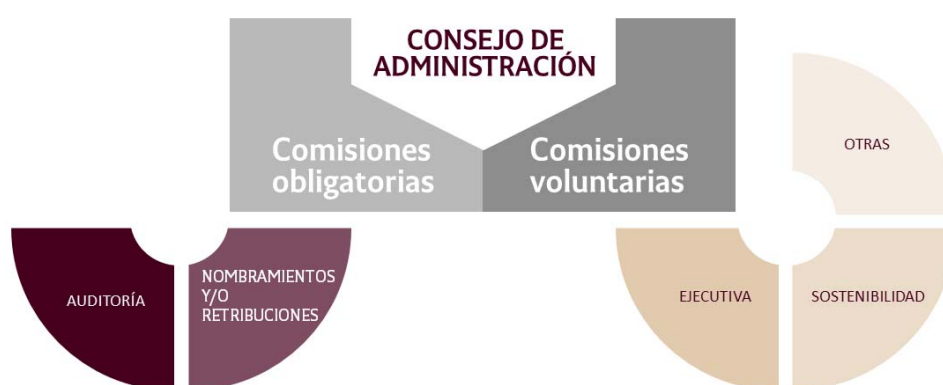 CONSEJO DE
ADMINISTRACIÓN
Comisiones
obligatorias
Comisiones
voluntarias
OTRAS
AUDITORÍA
NOMBRAMIENTOS
Y/O
RETRIBUCIONES
EJECUTIVA
SOSTENIBILIDAD